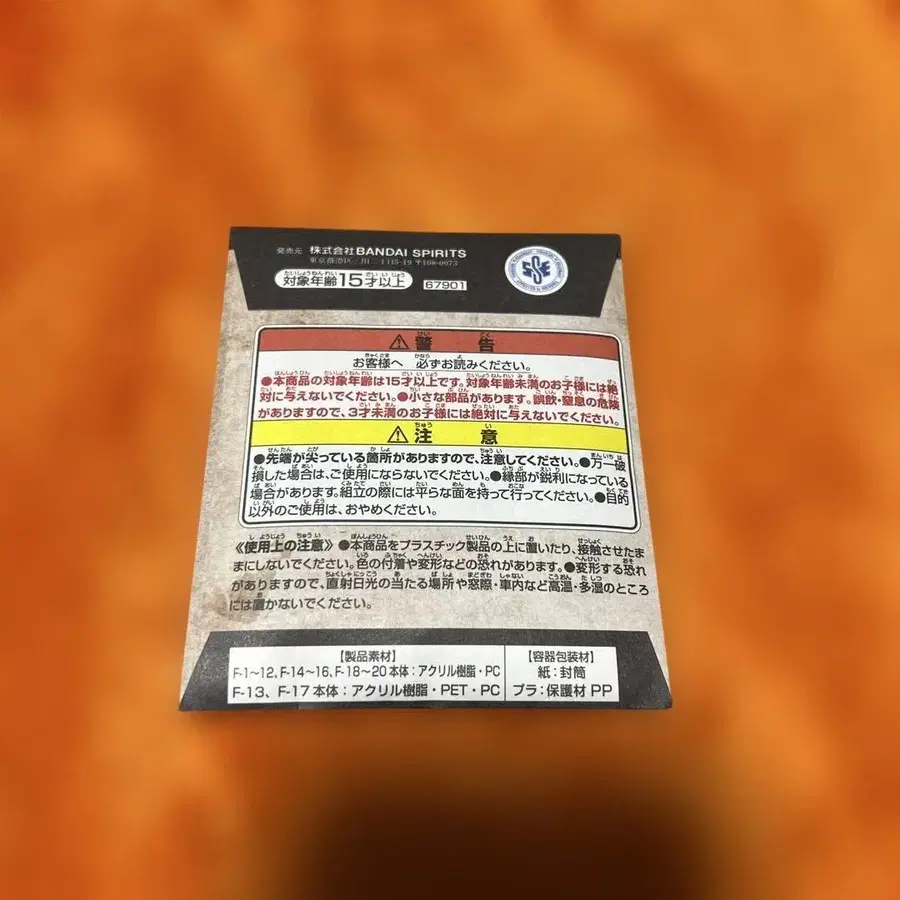 発売元 株式会社BANDAI SPIRITS
対象年齢15才以上 67901
⚠警告
お客様へ 必ずお読みください。
●本商品の対象年齢は15才以上です。対象年齢未満のお子様には絶
対に与えないでください。●小さな部品があります。誤飲・窒息の危険
がありますので、3才未満のお子様には絶対に与えないでください。
⚠注意
●先端が尖っている箇所がありますので、注意してください。●万一破
損した場合は、ご使用にならないでください。●縁部が鋭利になっている
場合があります。組立の際には平らな面を持って行ってください。●目的
以外のご使用は、おやめください。
《使用上の注意》●本商品をプラスチック製品の上に置いたり、接触させたま
まにしないでください。色の付着や変形などの恐れがあります。●変形する恐れ
がありますので、直射日光の当たる場所や窓際・車内など高温・多湿のところ
には置かないでください。
【製品素材】
F-1～12、F-14～16、F-18～20 本体：アクリル樹脂・PC
F-13、F-17 本体：アクリル樹脂・PET・PC
【容器包装材】
紙：封筒
プラ：保護材 PP